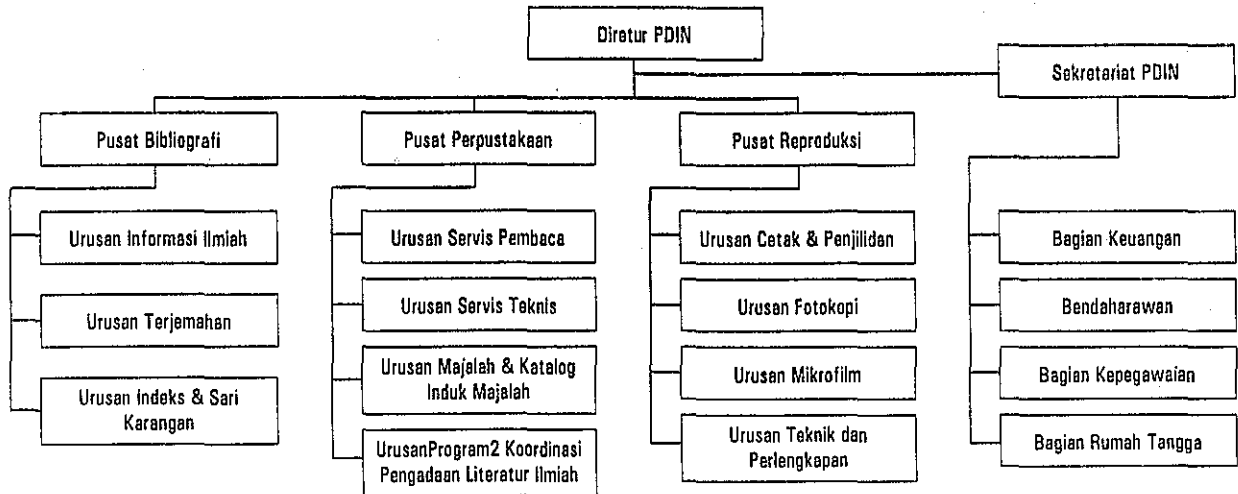 Diretur PDIN
Sekretariat PDIN
Pusat Bibliografi
Pusat Perpustakaan
Pusat Reproduksi
Urusan Informasi Ilmiah
Urusan Terjemahan
Urusan Indeks & Sari
Karangan
Urusan Servis Pembaca
Urusan Servis Teknis
Urusan Majalah & Katalog
Induk Majalah
UrusanProgram2 Koordinasi
Pengadaan Literatur Ilmiah
Urusan Cetak & Penjilidan
Urusan Fotokopi
Urusan Mikrofilm
Urusan Teknik dan
Perlengkapan
Bagian Keuangan
Bendaharawan
Bagian Kepegawaian
Bagian Rumah Tangga